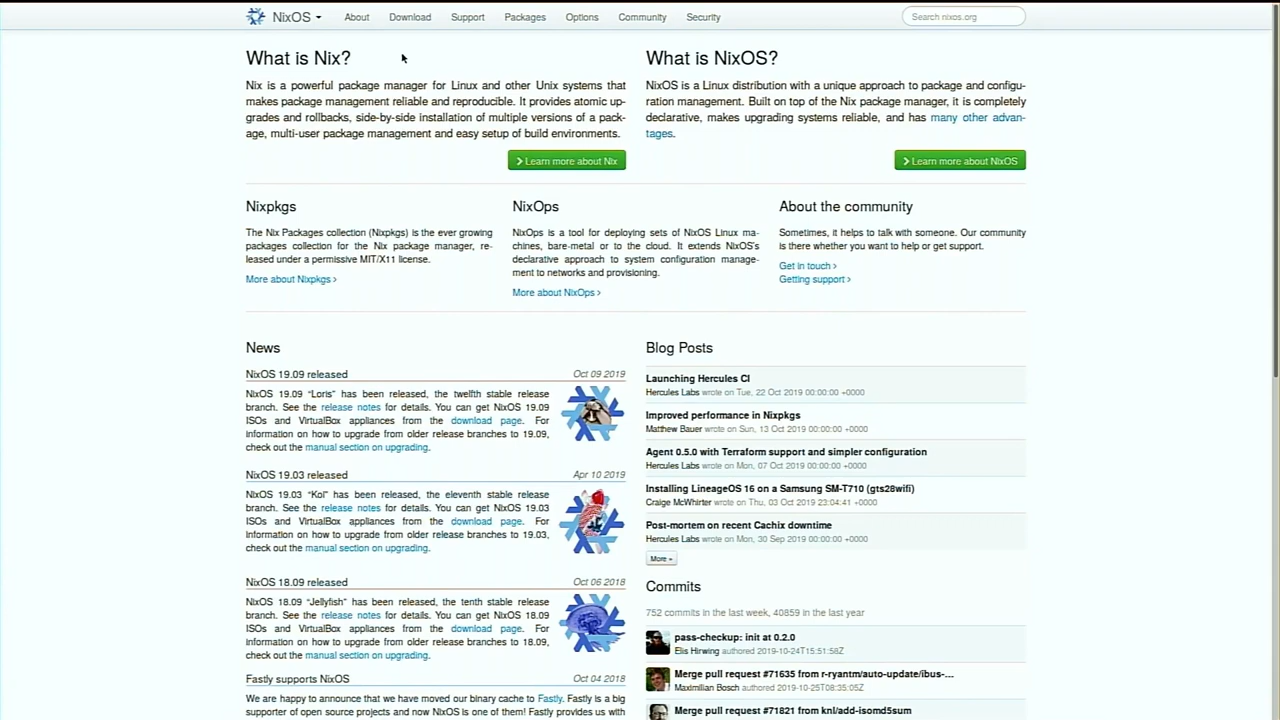 NixOS
About
Download
Support
Packages
Options
Community
Security
Search nixos.org
What is Nix?
Nix is a powerful package manager for Linux and other Unix systems that
makes package management reliable and reproducible. It provides atomic up-
grades and rollbacks, side-by-side installation of multiple versions of a pack-
age, multi-user package management and easy setup of build environments.
Learn more about Nix
What is NixOS?
NixOS is a Linux distribution with a unique approach to package and configu-
ration management. Built on top of the Nix package manager, it is completely
declarative, makes upgrading systems reliable, and has many other advan-
tages.
Learn more about NixOS
Nixpkgs
The Nix Packages collection (Nixpkgs) is the ever growing
packages collection for the Nix package manager, re-
leased under a permissive MIT/X11 license.
More about Nixpkgs
NixOps
NixOps is a tool for deploying sets of NixOS Linux ma-
chines, bare-metal or to the cloud. It extends NixOS's
declarative approach to system configuration manage-
ment to networks and provisioning.
More about NixOps
About the community
Sometimes, it helps to talk with someone. Our community
is there whether you want to help or get support.
Get in touch
Getting support
News
NixOS 19.09 released Oct 09 2019
NixOS 19.09 “Loris” has been released, the twelfth stable release
branch. See the release notes for details. You can get NixOS 19.09
ISOs and VirtualBox appliances from the download page. For
information on how to upgrade from older release branches to 19.09,
check out the manual section on upgrading.
NixOS 19.03 released Apr 10 2019
NixOS 19.03 “Koi” has been released, the eleventh stable release
branch. See the release notes for details. You can get NixOS 19.03
ISOs and VirtualBox appliances from the download page. For
information on how to upgrade from older release branches to 19.03,
check out the manual section on upgrading.
NixOS 18.09 released Oct 06 2018
NixOS 18.09 “Jellyfish” has been released, the tenth stable release
branch. See the release notes for details. You can get NixOS 18.09
ISOs and VirtualBox appliances from the download page. For
information on how to upgrade from older release branches to 18.09,
check out the manual section on upgrading.
Fastly supports NixOS Oct 04 2018
We are happy to announce that we have moved our binary cache to Fastly. Fastly is a big
supporter of open source projects and now NixOS is one of them! Fastly provides us with
Blog Posts
Launching Hercules CI
Hercules Labs wrote on Tue, 22 Oct 2019 00:00:00 +0000
Improved performance in Nixpkgs
Matthew Bauer wrote on Sun, 13 Oct 2019 00:00:00 +0000
Agent 0.5.0 with Terraform support and simpler configuration
Hercules Labs wrote on Mon, 07 Oct 2019 00:00:00 +0000
Installing LineageOS 16 on a Samsung SM-T710 (gts28wifi)
Craige McWhirter wrote on Thu, 03 Oct 2019 23:04:41 +0000
Post-mortem on recent Cachix downtime
Hercules Labs wrote on Mon, 30 Sep 2019 00:00:00 +0000
More »
Commits
752 commits in the last week, 40859 in the last year
pass-checkup: init at 0.2.0
Elis Hirwing authored 2019-10-24T15:51:58Z
Merge pull request #71635 from r-ryantm/auto-update/ibus-...
Maximilian Bosch authored 2019-10-25T08:35:05Z
Merge pull request #71821 from knl/add-isomd5sum